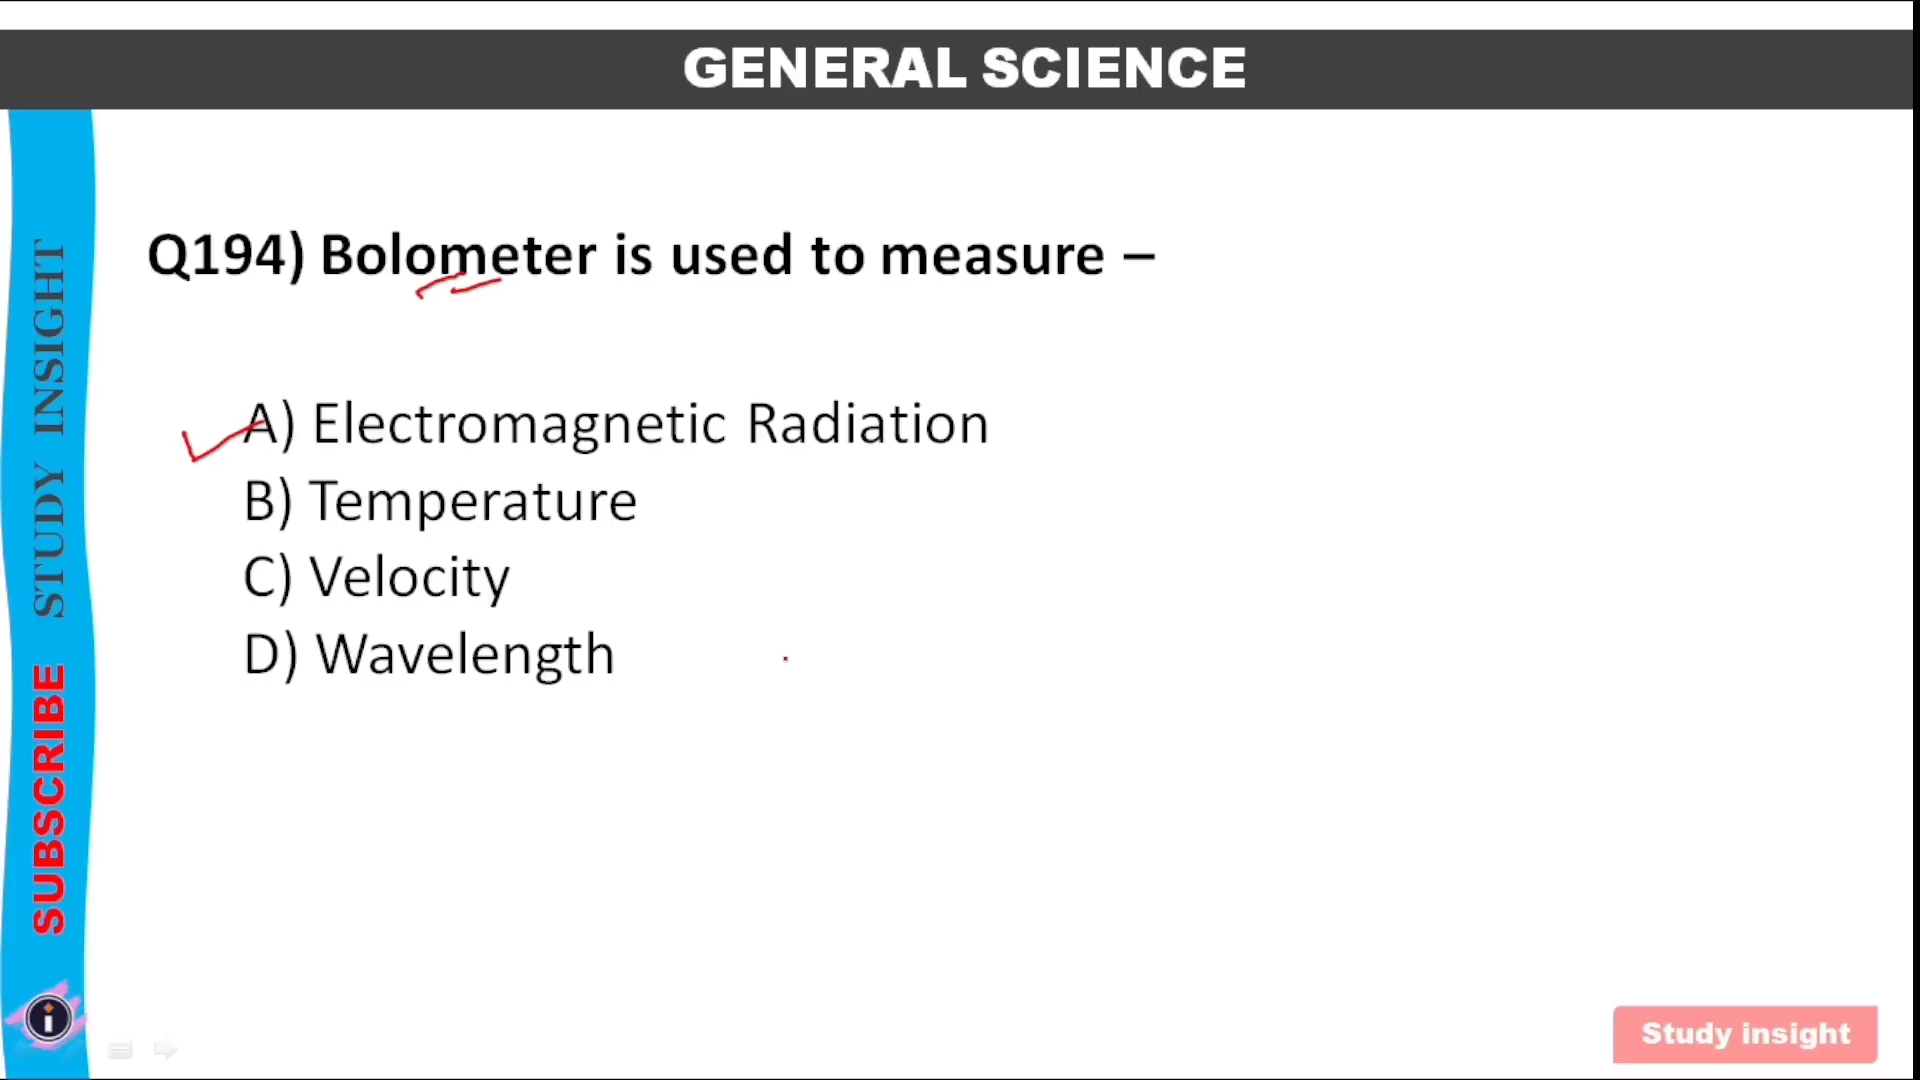 GENERAL SCIENCE
Q194) Bolometer is used to measure –
A) Electromagnetic Radiation
B) Temperature
C) Velocity
D) Wavelength
SUBSCRIBE STUDY INSIGHT
Study insight